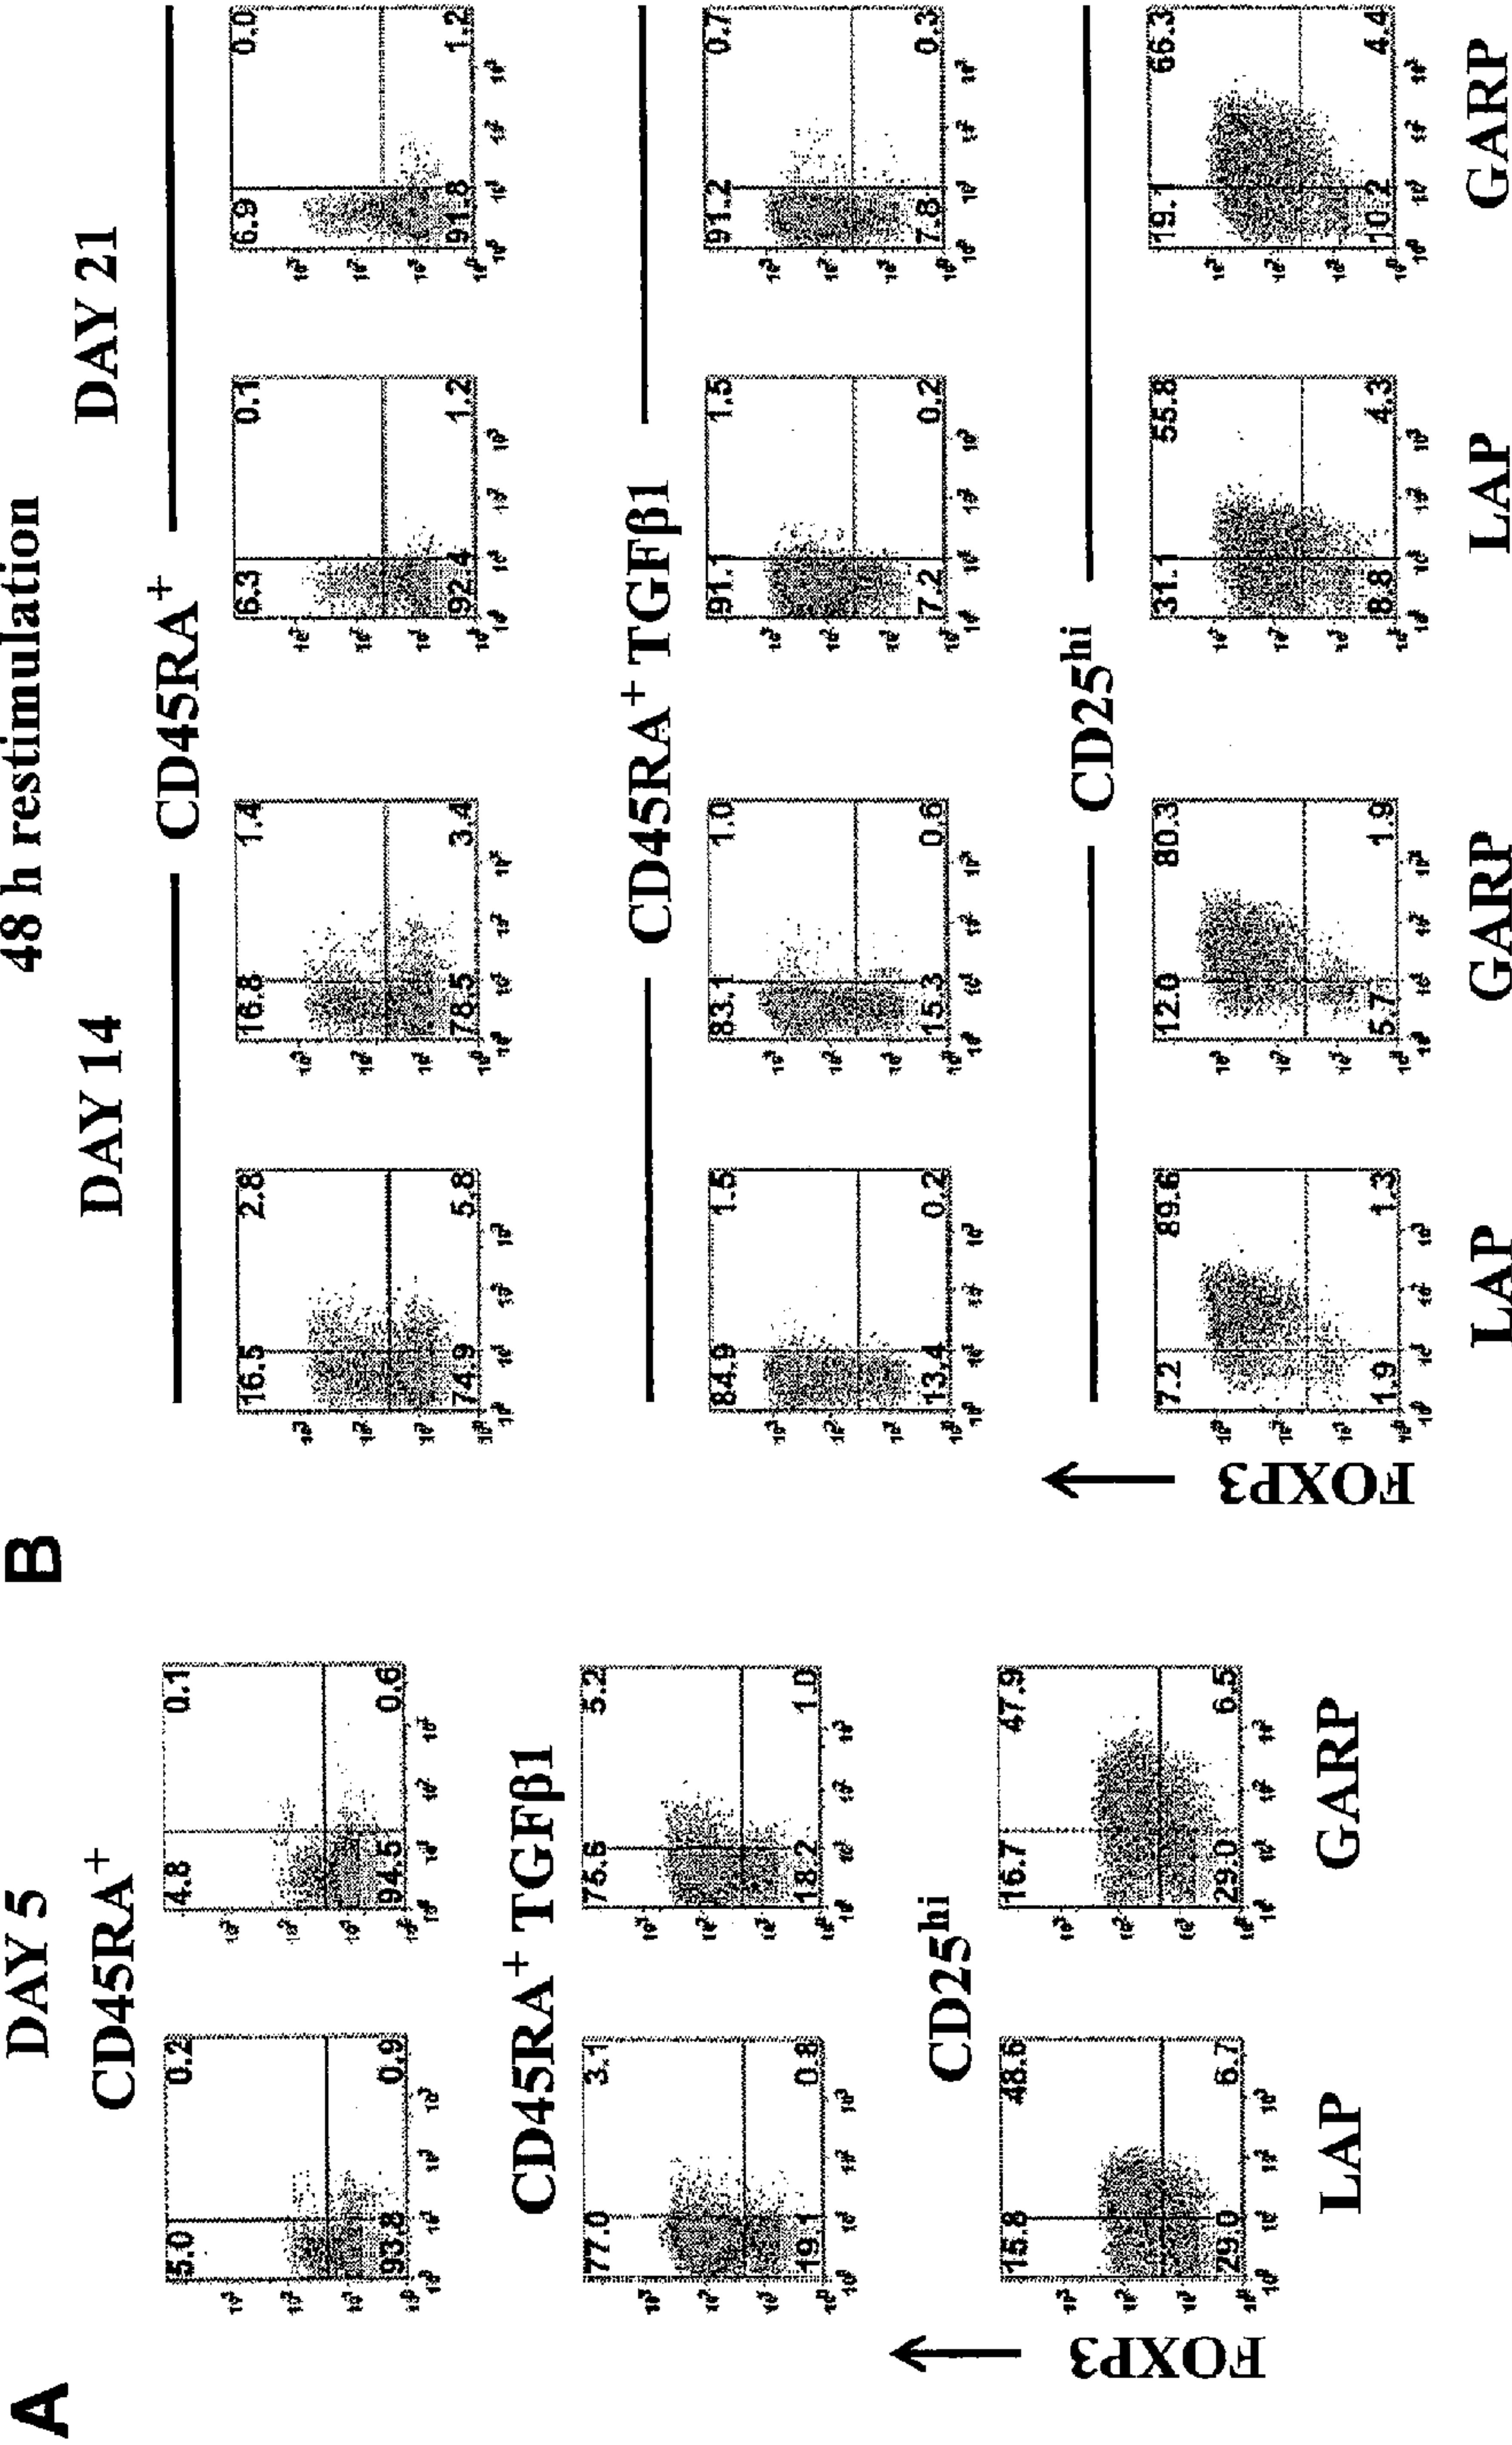 A
DAY 5
CD45RA+
5.0 0.2
93.8 0.9
4.8 0.1
94.5 0.6
CD45RA+ TGFβ1
77.0 3.1
19.1 0.8
75.6 5.2
18.2 1.0
CD25hi
15.8 48.6
29.0 6.7
16.7 47.9
29.0 6.5
FOXP3
LAP GARP
B
48 h restimulation
DAY 14 DAY 21
CD45RA+
16.5 2.8
74.9 5.8
16.8 1.4
78.5 3.4
6.3 0.1
92.4 1.2
6.9 0.0
91.8 1.2
CD45RA+ TGFβ1
84.9 1.5
13.4 0.2
83.1 1.0
15.3 0.6
91.1 1.5
7.2 0.2
91.2 0.7
7.8 0.3
CD25hi
7.2 89.6
1.9 1.3
12.0 80.3
5.7 1.9
31.1 55.8
8.8 4.3
19.1 66.3
10.2 4.4
FOXP3
LAP GARP LAP GARP